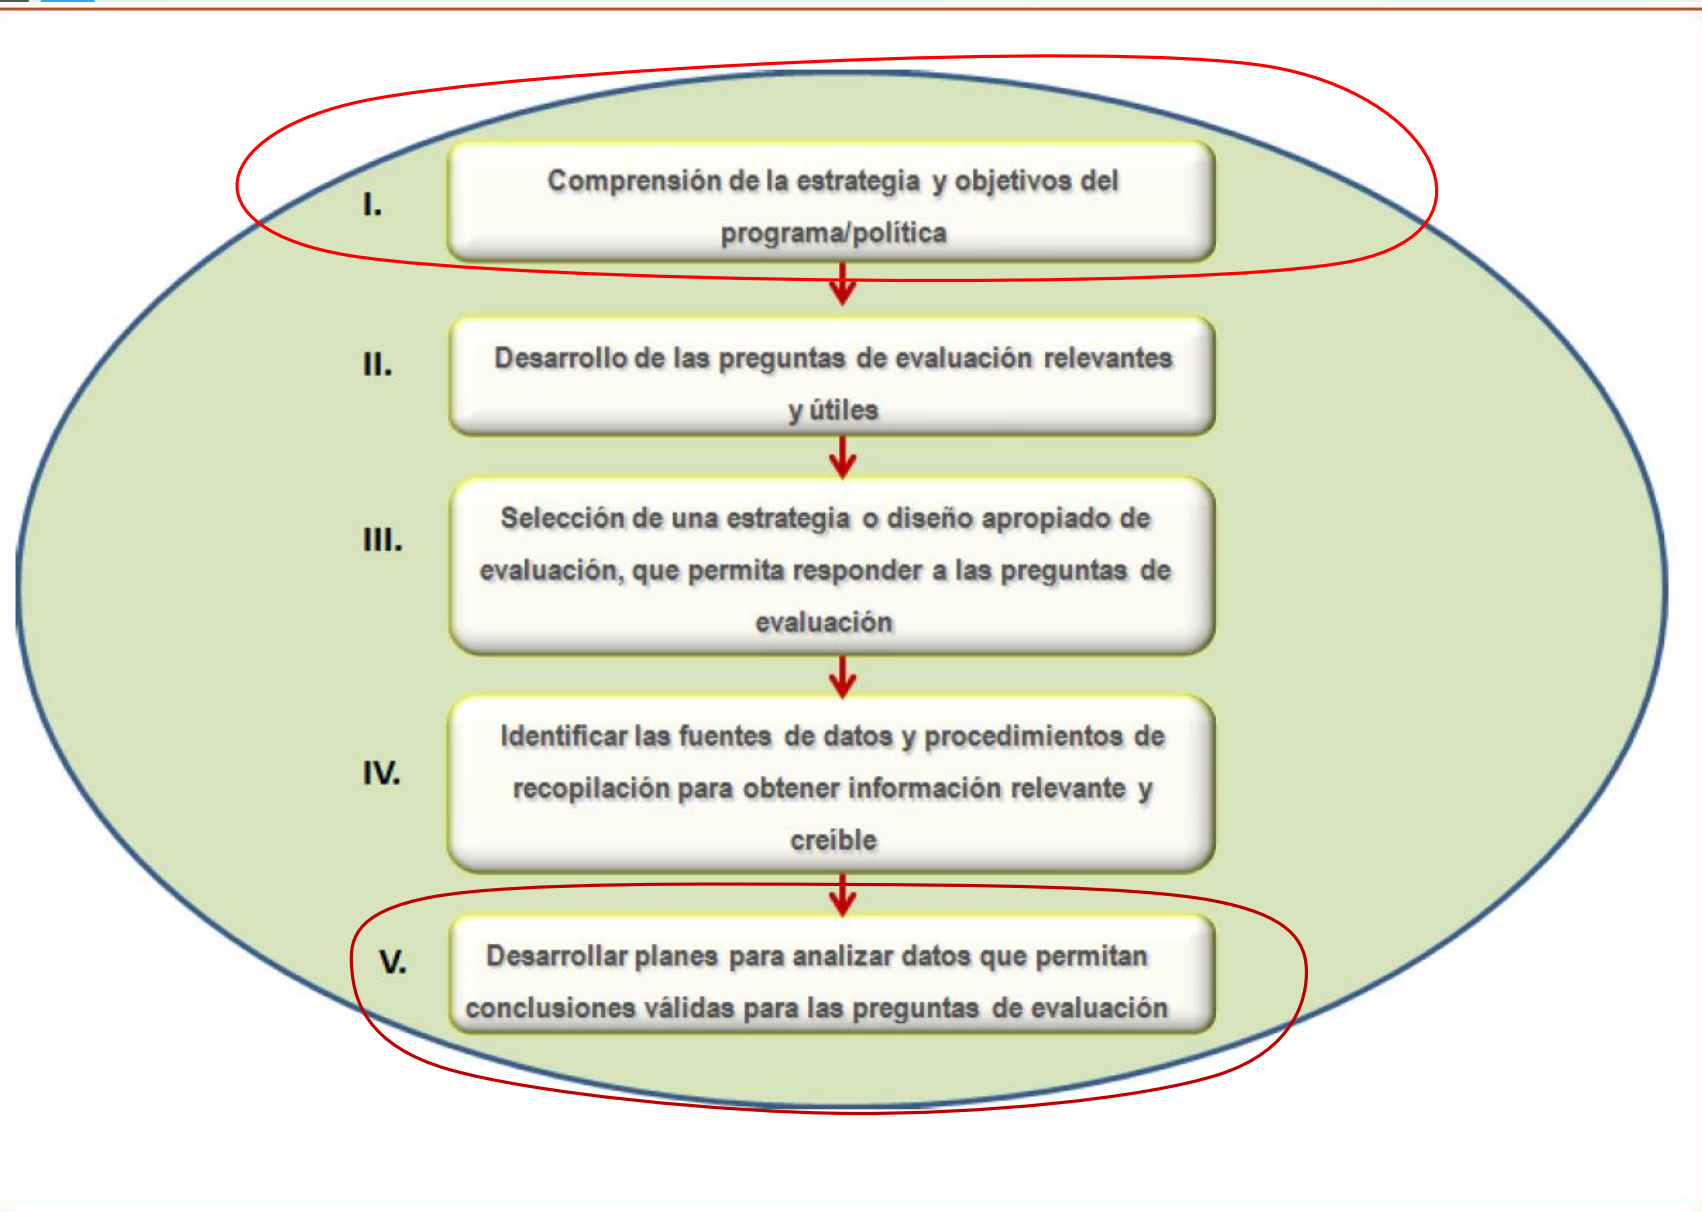 I.
Comprensión de la estrategia y objetivos del
programa/política
II.
Desarrollo de las preguntas de evaluación relevantes
y útiles
III.
Selección de una estrategia o diseño apropiado de
evaluación, que permita responder a las preguntas de
evaluación
IV.
Identificar las fuentes de datos y procedimientos de
recopilación para obtener información relevante y
creíble
V.
Desarrollar planes para analizar datos que permitan
conclusiones válidas para las preguntas de evaluación